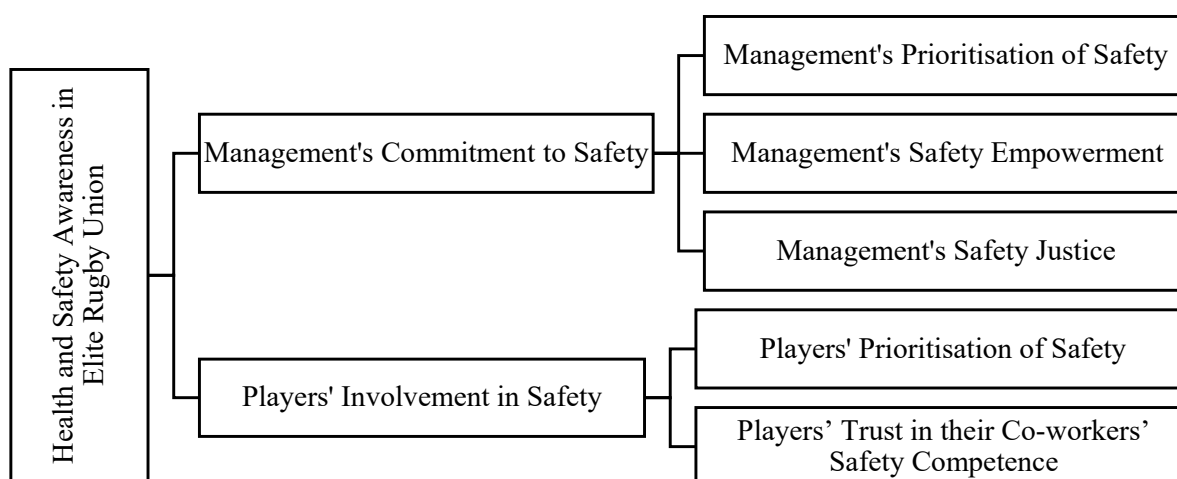 Health and Safety Awareness in
Elite Rugby Union
Management's Commitment to Safety
Management's Prioritisation of Safety
Management's Safety Empowerment
Management's Safety Justice
Players' Involvement in Safety
Players' Prioritisation of Safety
Players’ Trust in their Co-workers’
Safety Competence